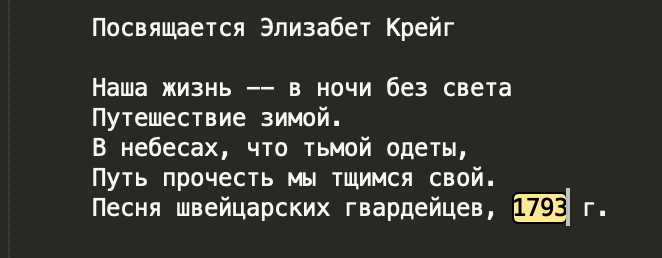 Посвящается Элизабет Крейг
Наша жизнь -- в ночи без света
Путешествие зимой.
В небесах, что тьмой одеты,
Путь прочесть мы тщимся свой.
Песня швейцарских гвардейцев, 1793 г.